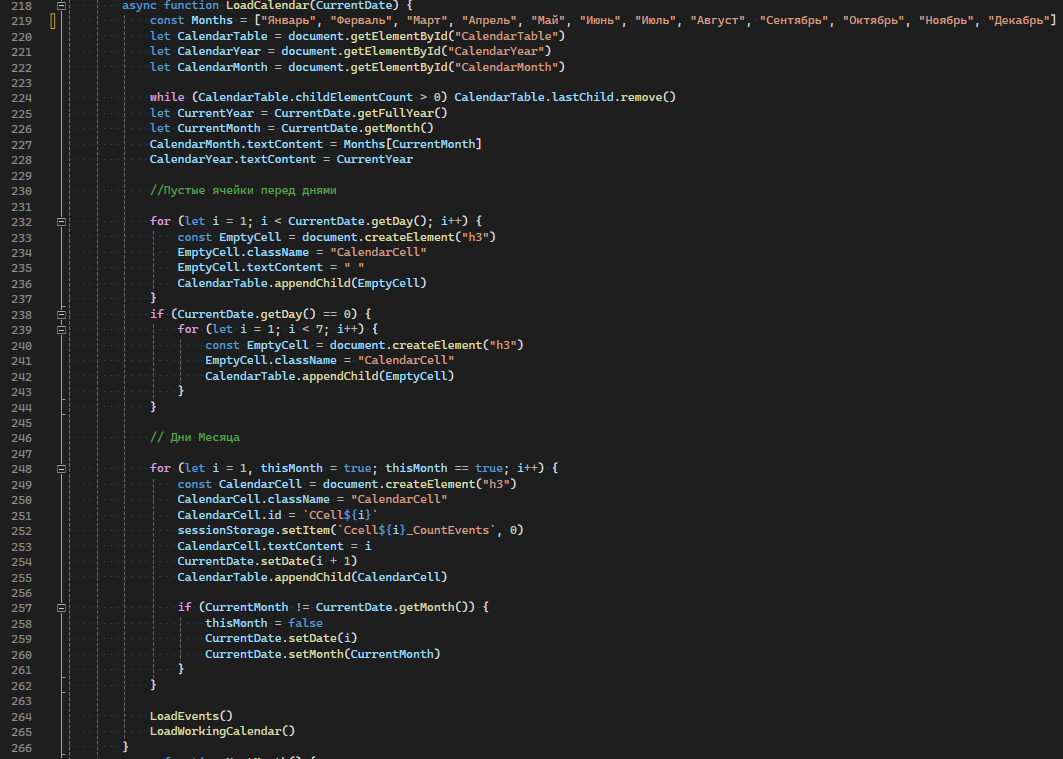 218 async function LoadCalendar(CurrentDate) {
219 const Months = ["Январь", "Ферваль", "Март", "Апрель", "Май", "Июнь", "Июль", "Август", "Сентябрь", "Октябрь", "Ноябрь", "Декабрь"]
220 let CalendarTable = document.getElementById("CalendarTable")
221 let CalendarYear = document.getElementById("CalendarYear")
222 let CalendarMonth = document.getElementById("CalendarMonth")
223
224 while (CalendarTable.childElementCount > 0) CalendarTable.lastChild.remove()
225 let CurrentYear = CurrentDate.getFullYear()
226 let CurrentMonth = CurrentDate.getMonth()
227 CalendarMonth.textContent = Months[CurrentMonth]
228 CalendarYear.textContent = CurrentYear
229
230 //Пустые ячейки перед днями
231
232 for (let i = 1; i < CurrentDate.getDay(); i++) {
233 const EmptyCell = document.createElement("h3")
234 EmptyCell.className = "CalendarCell"
235 EmptyCell.textContent = " "
236 CalendarTable.appendChild(EmptyCell)
237 }
238 if (CurrentDate.getDay() == 0) {
239 for (let i = 1; i < 7; i++) {
240 const EmptyCell = document.createElement("h3")
241 EmptyCell.className = "CalendarCell"
242 CalendarTable.appendChild(EmptyCell)
243 }
244 }
245
246 // Дни Месяца
247
248 for (let i = 1, thisMonth = true; thisMonth == true; i++) {
249 const CalendarCell = document.createElement("h3")
250 CalendarCell.className = "CalendarCell"
251 CalendarCell.id = `CCell${i}`
252 sessionStorage.setItem(`Ccell${i}_CountEvents`, 0)
253 CalendarCell.textContent = i
254 CurrentDate.setDate(i + 1)
255 CalendarTable.appendChild(CalendarCell)
256
257 if (CurrentMonth != CurrentDate.getMonth()) {
258 thisMonth = false
259 CurrentDate.setDate(i)
260 CurrentDate.setMonth(CurrentMonth)
261 }
262 }
263
264 LoadEvents()
265 LoadWorkingCalendar()
266 }